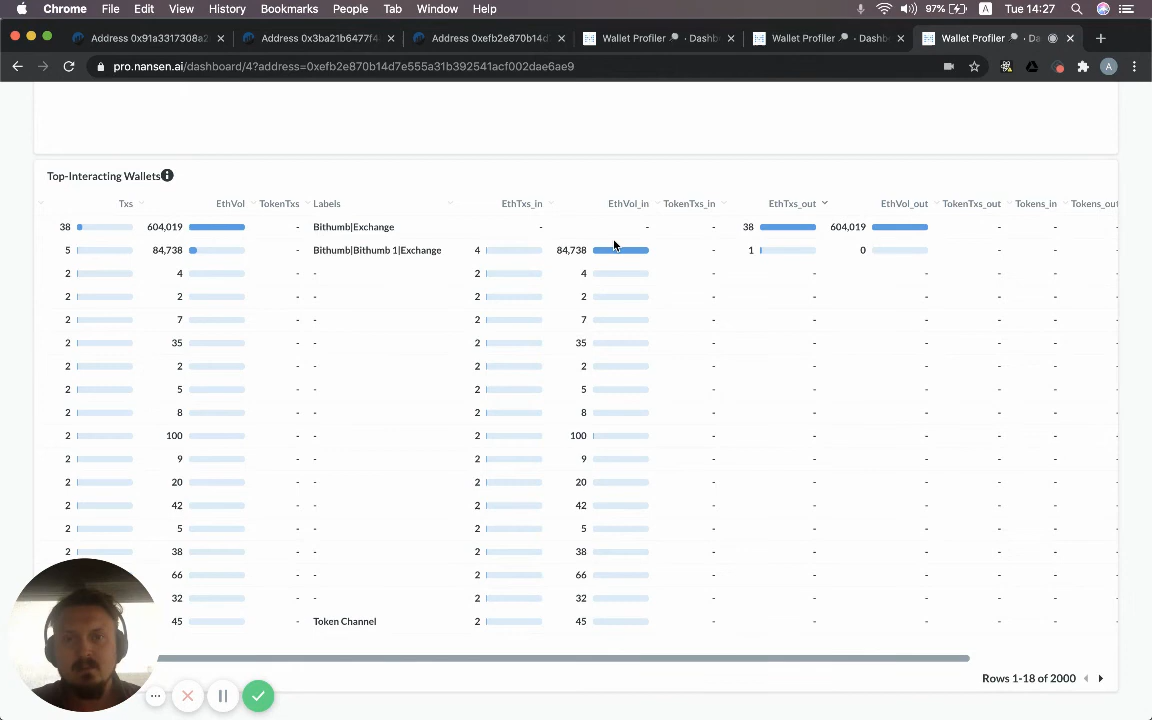 Chrome File Edit View History Bookmarks People Tab Window Help 97% A Tue 14:27
Address 0x91a3317308a2 × Address 0x3ba21b6477f4 × Address 0xefb2e870b14d × Wallet Profiler · Dashb × Wallet Profiler · Dashb × Wallet Profiler · Da × +
pro.nansen.ai/dashboard/4?address=0xefb2e870b14d7e555a31b392541acf002dae6ae9 A
Top-Interacting Wallets
Txs EthVol TokenTxs Labels EthTxs_in EthVol_in TokenTxs_in EthTxs_out EthVol_out TokenTxs_out Tokens_in Tokens_out
38 604,019 - Bithumb|Exchange - - - 38 604,019 - - -
5 84,738 - Bithumb|Bithumb 1|Exchange 4 84,738 - 1 0 - - -
2 4 - - 2 4 - - - - - -
2 2 - - 2 2 - - - - - -
2 7 - - 2 7 - - - - - -
2 35 - - 2 35 - - - - - -
2 2 - - 2 2 - - - - - -
2 5 - - 2 5 - - - - - -
2 8 - - 2 8 - - - - - -
2 100 - - 2 100 - - - - - -
2 9 - - 2 9 - - - - - -
2 20 - - 2 20 - - - - - -
2 42 - - 2 42 - - - - - -
2 5 - - 2 5 - - - - - -
2 38 - - 2 38 - - - - - -
66 - - 2 66 - - - - - -
32 - - 2 32 - - - - - -
45 - Token Channel 2 45 - - - - - -
Rows 1-18 of 2000